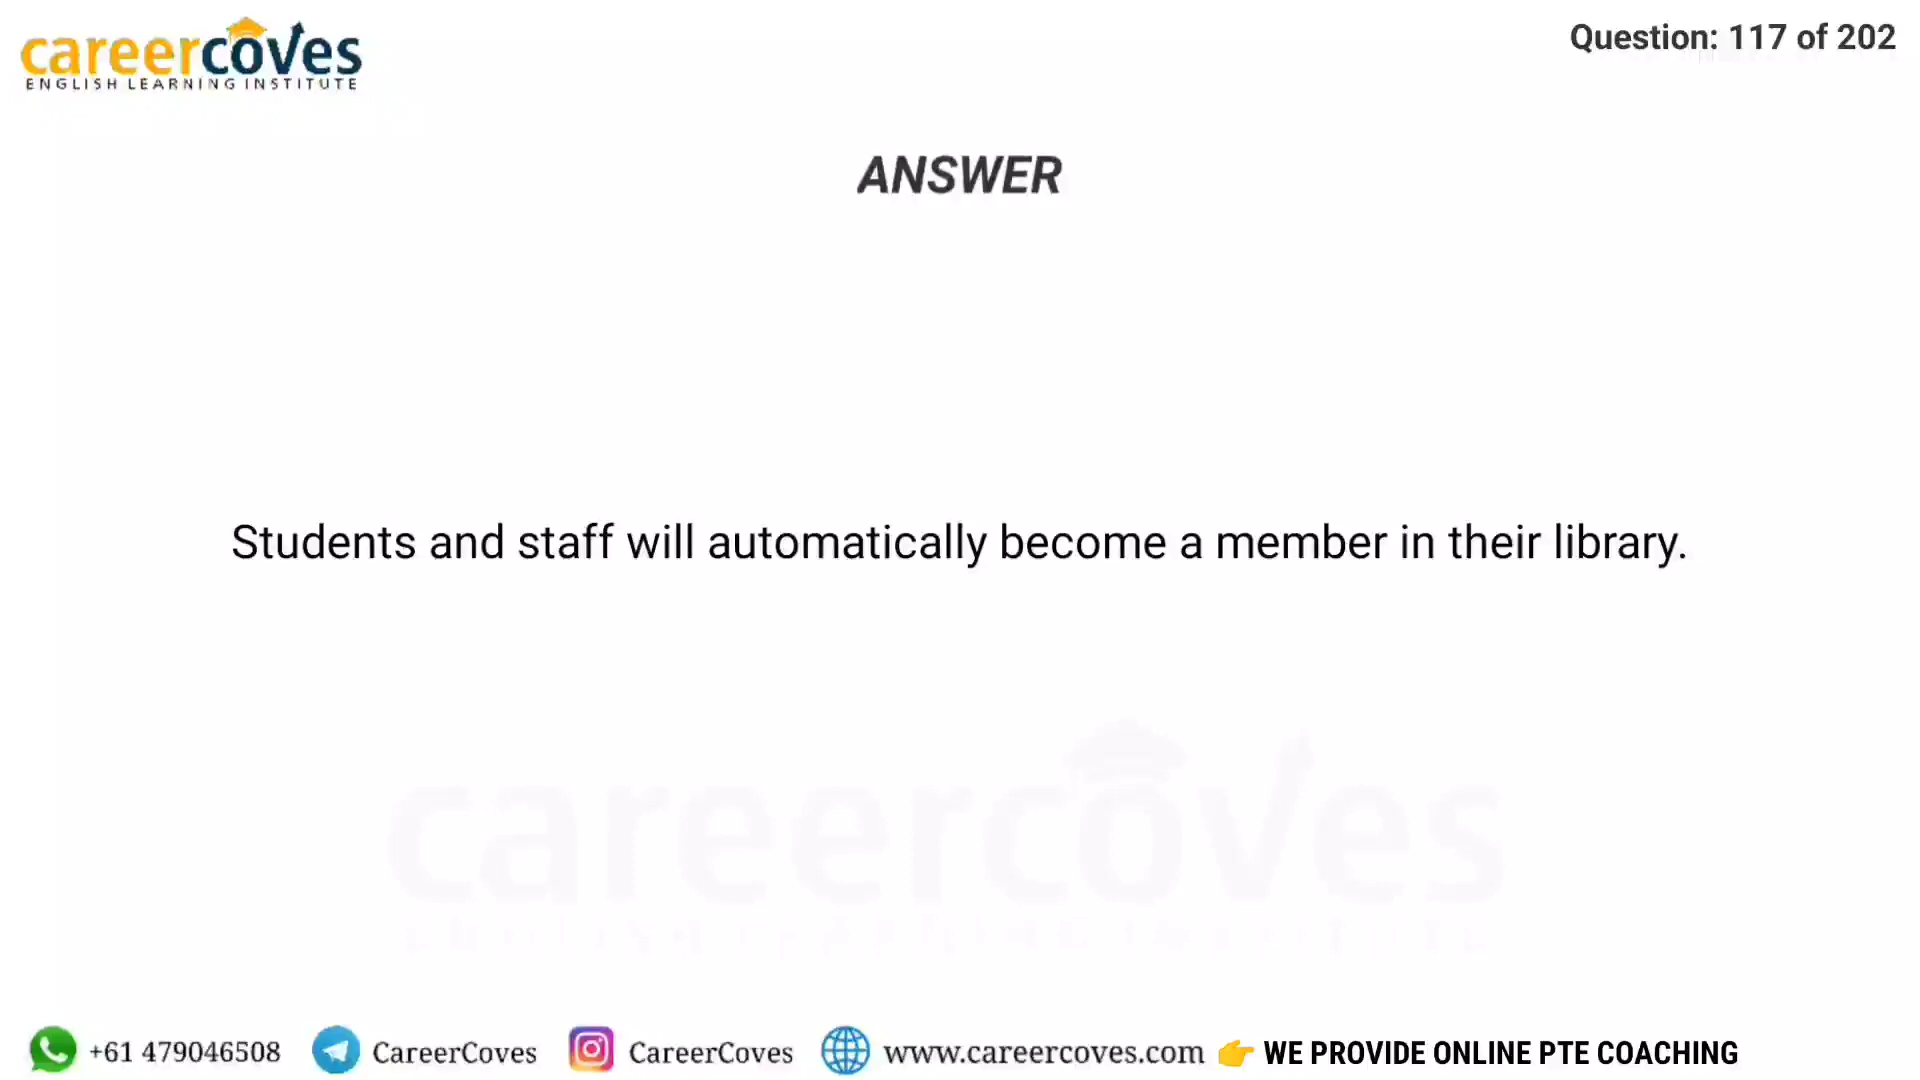 careercoves
ENGLISH LEARNING INSTITUTE
Question: 117 of 202
ANSWER
Students and staff will automatically become a member in their library.
careercoves
+61 479046508 CareerCoves CareerCoves www.careercoves.com WE PROVIDE ONLINE PTE COACHING